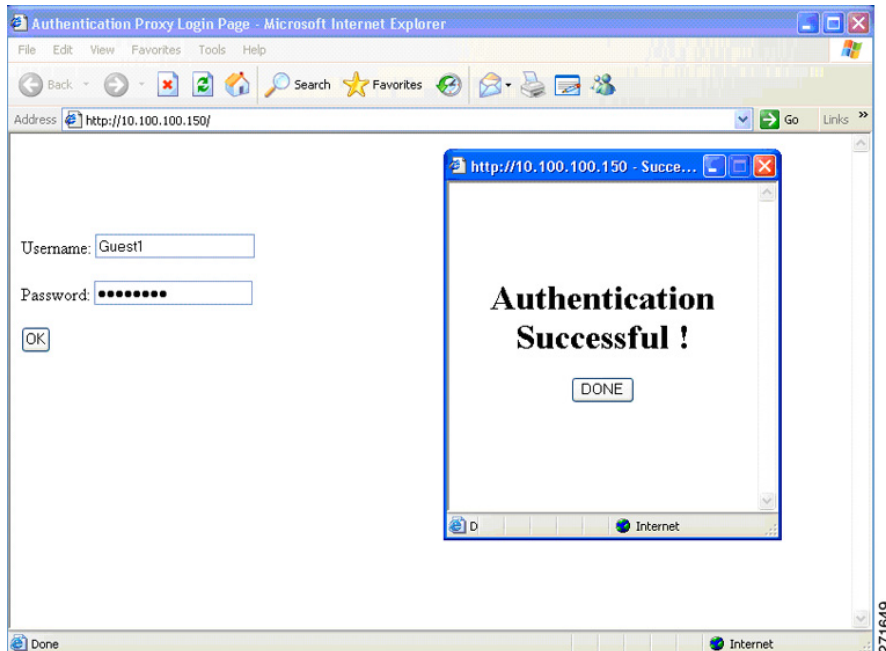 Authentication Proxy Login Page - Microsoft Internet Explorer
File Edit View Favorites Tools Help
Back Search Favorites
Address http://10.100.100.150/ Go Links »
http://10.100.100.150 - Succe...
Username: Guest1
Password: ●●●●●●●●
OK
Authentication
Successful !
DONE
D Internet
Done Internet
271649